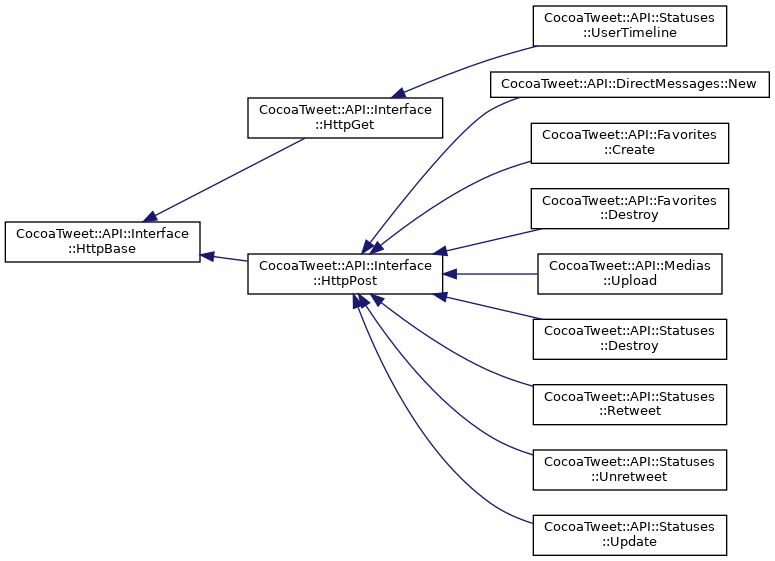 CocoaTweet::API::Statuses
::UserTimeline
CocoaTweet::API::DirectMessages::New
CocoaTweet::API::Interface
::HttpGet
CocoaTweet::API::Favorites
::Create
CocoaTweet::API::Favorites
::Destroy
CocoaTweet::API::Interface
::HttpBase
CocoaTweet::API::Interface
::HttpPost
CocoaTweet::API::Medias
::Upload
CocoaTweet::API::Statuses
::Destroy
CocoaTweet::API::Statuses
::Retweet
CocoaTweet::API::Statuses
::Unretweet
CocoaTweet::API::Statuses
::Update